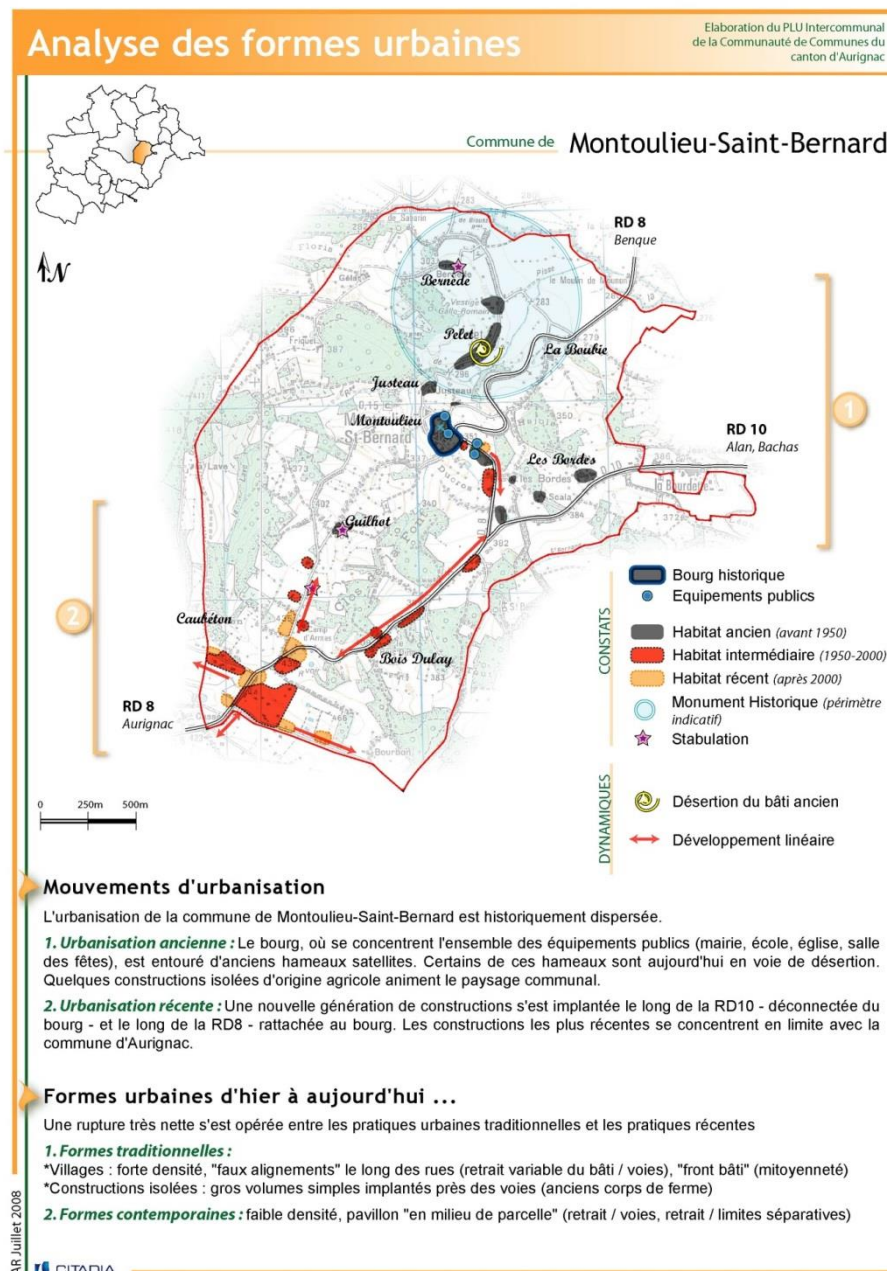 Analyse des formes urbaines
Elaboration du PLU Intercommunal
de la Communauté de Communes du
canton d'Aurignac
Commune de Montoulieu-Saint-Bernard
N
RD 8
Benque
Bernède
Pelet
La Boubie
Justeau
Montoulieu
St-Bernard
RD 10
Alan, Bachas
Les Bordes
les Bordes
Guilhot
Caubéton
Bois Dulay
RD 8
Aurignac
1
2
0 250m 500m
CONSTATS
Bourg historique
Equipements publics
Habitat ancien (avant 1950)
Habitat intermédiaire (1950-2000)
Habitat récent (après 2000)
Monument Historique (périmètre
indicatif)
Stabulation
DYNAMIQUES
Désertion du bâti ancien
Développement linéaire
Mouvements d'urbanisation
L'urbanisation de la commune de Montoulieu-Saint-Bernard est historiquement dispersée.
1. Urbanisation ancienne : Le bourg, où se concentrent l'ensemble des équipements publics (mairie, école, église, salle
des fêtes), est entouré d'anciens hameaux satellites. Certains de ces hameaux sont aujourd'hui en voie de désertion.
Quelques constructions isolées d'origine agricole animent le paysage communal.
2. Urbanisation récente : Une nouvelle génération de constructions s'est implantée le long de la RD10 - déconnectée du
bourg - et le long de la RD8 - rattachée au bourg. Les constructions les plus récentes se concentrent en limite avec la
commune d'Aurignac.
Formes urbaines d'hier à aujourd'hui ...
Une rupture très nette s'est opérée entre les pratiques urbaines traditionnelles et les pratiques récentes
1. Formes traditionnelles :
*Villages : forte densité, "faux alignements" le long des rues (retrait variable du bâti / voies), "front bâti" (mitoyenneté)
*Constructions isolées : gros volumes simples implantés près des voies (anciens corps de ferme)
2. Formes contemporaines : faible densité, pavillon "en milieu de parcelle" (retrait / voies, retrait / limites séparatives)
AR Juillet 2008
CITADIA